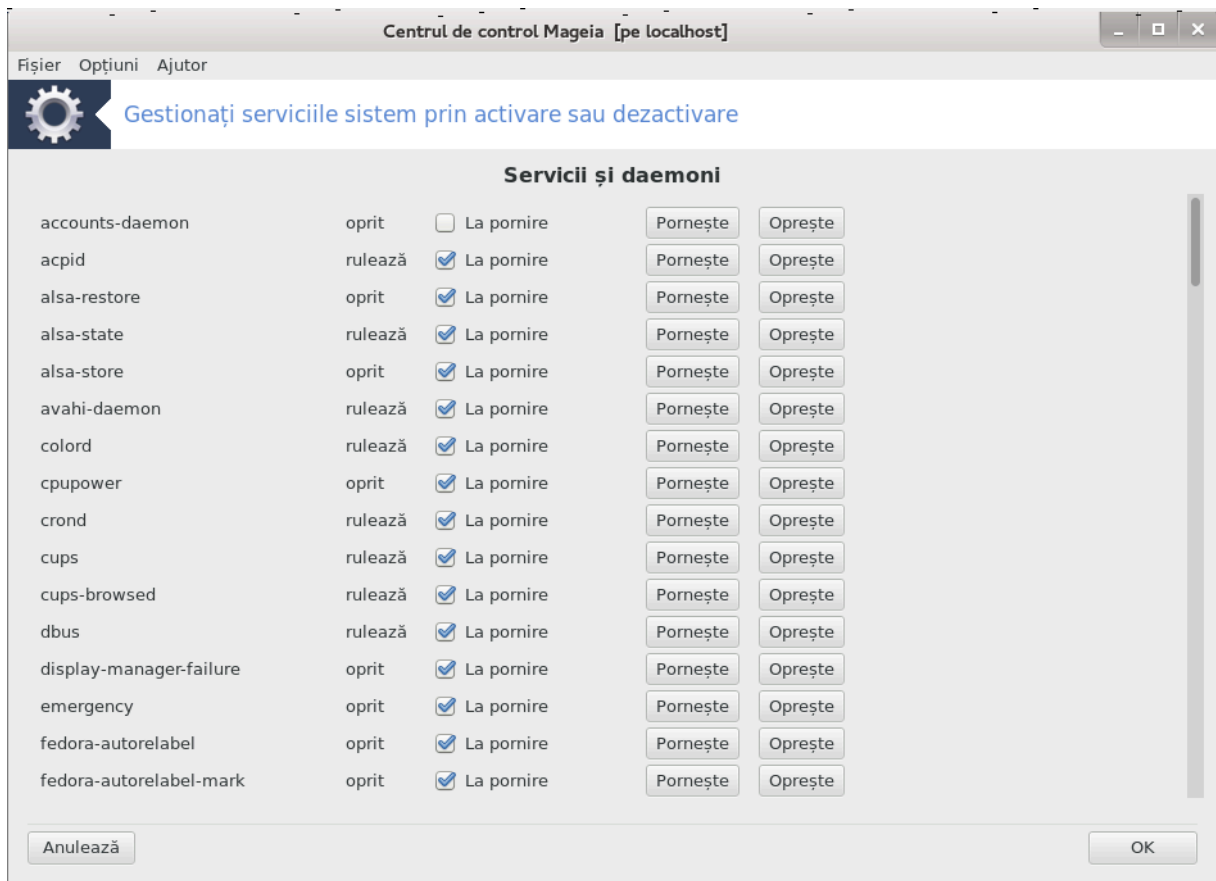 Centrul de control Mageia [pe localhost]
Fișier Opțiuni Ajutor
Gestionați serviciile sistem prin activare sau dezactivare
Servicii și daemoni
accounts-daemon oprit La pornire Pornește Oprește
acpid rulează La pornire Pornește Oprește
alsa-restore oprit La pornire Pornește Oprește
alsa-state rulează La pornire Pornește Oprește
alsa-store oprit La pornire Pornește Oprește
avahi-daemon rulează La pornire Pornește Oprește
colord rulează La pornire Pornește Oprește
cpupower oprit La pornire Pornește Oprește
crond rulează La pornire Pornește Oprește
cups rulează La pornire Pornește Oprește
cups-browsed rulează La pornire Pornește Oprește
dbus rulează La pornire Pornește Oprește
display-manager-failure oprit La pornire Pornește Oprește
emergency oprit La pornire Pornește Oprește
fedora-autorelabel oprit La pornire Pornește Oprește
fedora-autorelabel-mark oprit La pornire Pornește Oprește
Anulează OK